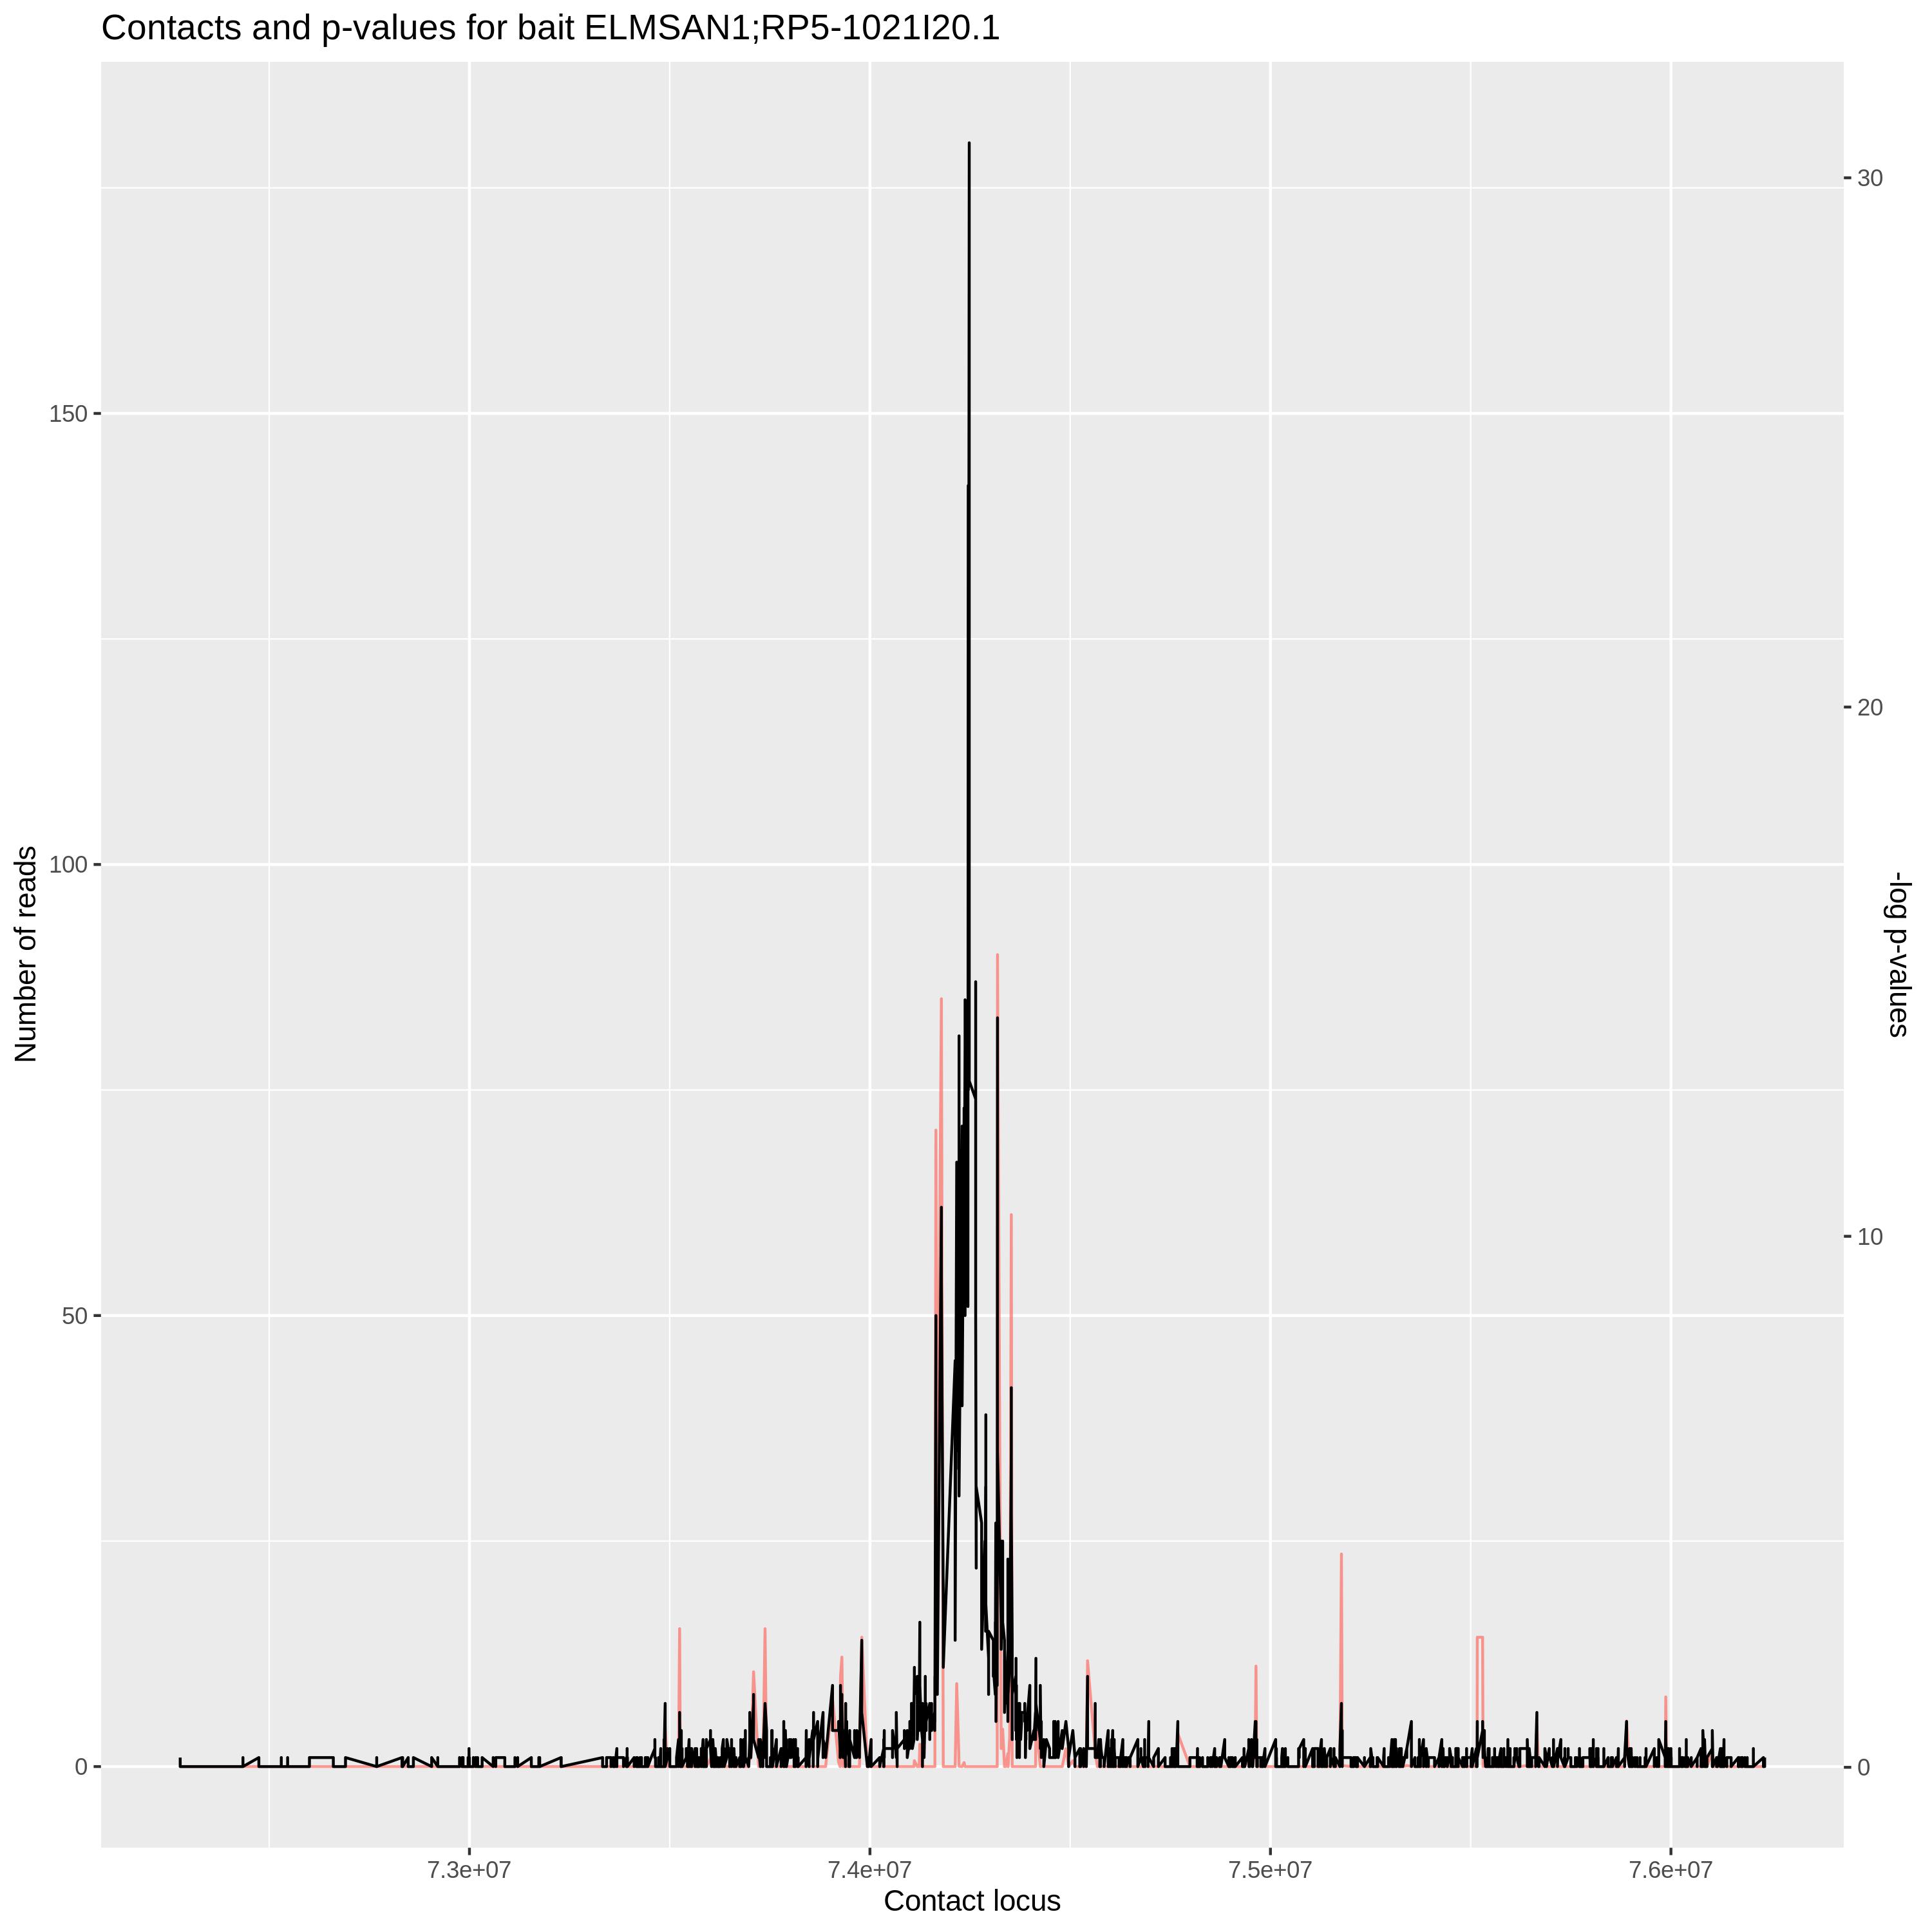 Contacts and p-values for bait ELMSAN1;RP5-1021I20.1
Number of reads
150
100
50
0
-log p-values
30
20
10
0
7.3e+07
7.4e+07
7.5e+07
7.6e+07
Contact locus